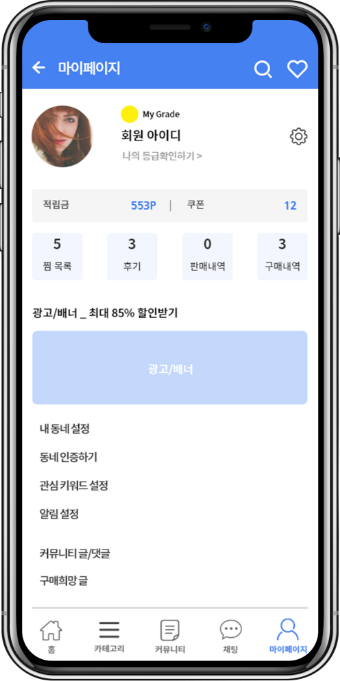 마이페이지
My Grade
회원 아이디
나의 등급확인하기 >
적립금 553P | 쿠폰 12
5 3 0 3
찜 목록 후기 판매내역 구매내역
광고/배너 _ 최대 85% 할인받기
광고/배너
내 동네 설정
동네 인증하기
관심 키워드 설정
알림 설정
커뮤니티 글/댓글
구매희망 글
홈 카테고리 커뮤니티 채팅 마이페이지